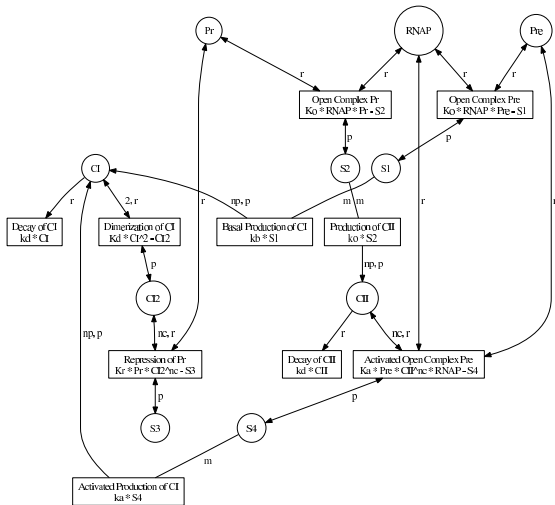 Pr
RNAP
Pre
r
r
r
r
Open Complex Pr
Ko * RNAP * Pr - S2
Open Complex Pre
Ko * RNAP * Pre - S1
p
p
CI
S2
S1
r
2, r
np, p
r
m
m
r
r
Decay of CI
kd * CI
Dimerization of CI
Kd * CI^2 - CI2
Basal Production of CI
kb * S1
Production of CII
ko * S2
p
np, p
CI2
CII
np, p
nc, r
r
nc, r
Repression of Pr
Kr * Pr * CI2^nc - S3
Decay of CII
kd * CII
Activated Open Complex Pre
Ka * Pre * CII^nc * RNAP - S4
p
p
S3
S4
m
Activated Production of CI
ka * S4